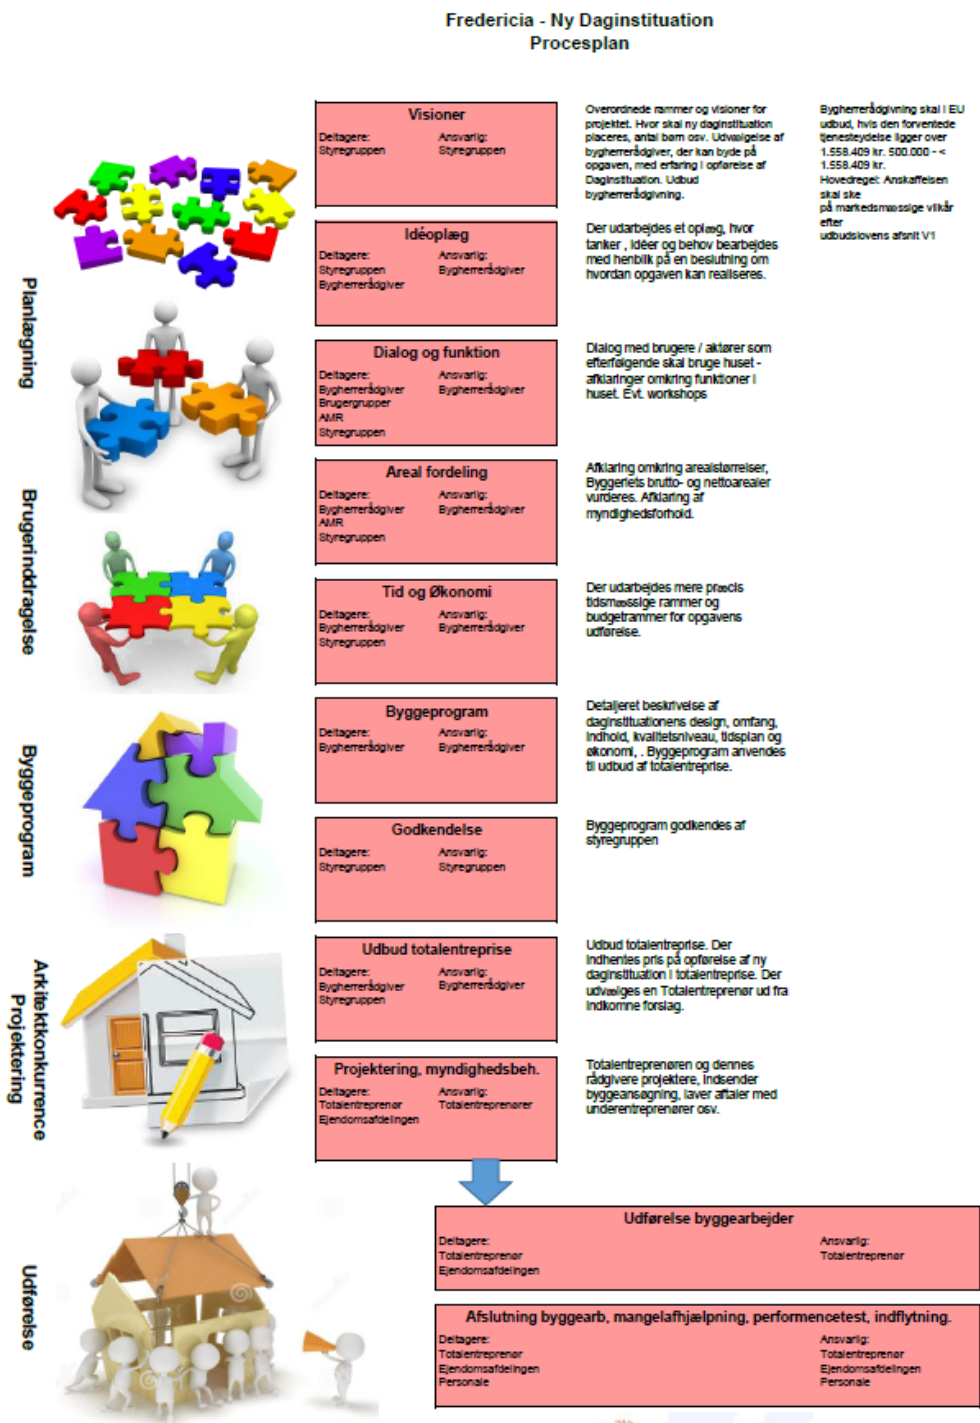 Fredericia - Ny Daginstituation
Procesplan
Planlægning
Brugerinddragelse
Byggeprogram
Arkitektkonkurrence
Projektering
Udførelse
Visioner
Deltagere: Ansvarlig:
Styregruppen Styregruppen
Overordnede rammer og visioner for
projektet. Hvor skal ny daginstituation
placeres, antal børn osv. Udvælgelse af
bygherrerådgiver, der kan byde på
opgaven, med erfaring i opførelse af
Daginstituation. Udbud
bygherrerådgivning.
Bygherrerådgivning skal i EU
udbud, hvis den forventede
tjenesteydelse ligger over
1.558.409 kr. 500.000 - <
1.558.409 kr.
Hovedregel: Anskaffelsen
skal ske
på markedsmæssige vilkår
efter
udbudslovens afsnit V1
Idéoplæg
Deltagere: Ansvarlig:
Styregruppen Bygherrerådgiver
Bygherrerådgiver
Der udarbejdes et oplæg, hvor
tanker , idéer og behov bearbejdes
med henblik på en beslutning om
hvordan opgaven kan realiseres.
Dialog og funktion
Deltagere: Ansvarlig:
Bygherrerådgiver Bygherrerådgiver
Brugergrupper
AMR
Styregruppen
Dialog med brugere / aktører som
efterfølgende skal bruge huset -
afklaringer omkring funktioner i
huset. Evt. workshops
Areal fordeling
Deltagere: Ansvarlig:
Bygherrerådgiver Bygherrerådgiver
AMR
Styregruppen
Afklaring omkring arealstørrelser,
Byggeriets brutto- og nettoarealer
vurderes. Afklaring af
myndighedsforhold.
Tid og Økonomi
Deltagere: Ansvarlig:
Bygherrerådgiver Bygherrerådgiver
Styregruppen
Der udarbejdes mere præcis
tidsmæssige rammer og
budgetrammer for opgavens
udførelse.
Byggeprogram
Deltagere: Ansvarlig:
Bygherrerådgiver Bygherrerådgiver
Detaljeret beskrivelse af
daginstituationens design, omfang,
indhold, kvalitetsniveau, tidsplan og
økonomi, . Byggeprogram anvendes
til udbud af totalentreprise.
Godkendelse
Deltagere: Ansvarlig:
Styregruppen Styregruppen
Byggeprogram godkendes af
styregruppen
Udbud totalentreprise
Deltagere: Ansvarlig:
Bygherrerådgiver Bygherrerådgiver
Styregruppen
Udbud totalentreprise. Der
indhentes pris på opførelse af ny
daginstituation i totalentreprise. Der
udvælges en Totalentreprenør ud fra
indkomne forslag.
Projektering, myndighedsbeh.
Deltagere: Ansvarlig:
Totalentreprenør Totalentreprenører
Ejendomsafdelingen
Totalentreprenøren og dennes
rådgivere projektere, indsender
byggeansøgning, laver aftaler med
underentreprenører osv.
Udførelse byggearbejder
Deltagere: Ansvarlig:
Totalentreprenør Totalentreprenør
Ejendomsafdelingen
Afslutning byggearb, mangelafhjælpning, performencetest, indflytning.
Deltagere: Ansvarlig:
Totalentreprenør Totalentreprenør
Ejendomsafdelingen Ejendomsafdelingen
Personale Personale